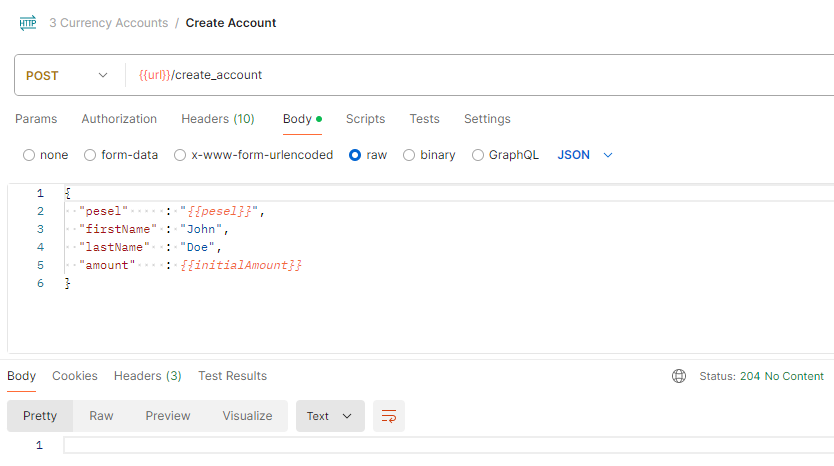 HTTP 3 Currency Accounts / Create Account
POST {{url}}/create_account
Params Authorization Headers (10) Body Scripts Tests Settings
none form-data x-www-form-urlencoded raw binary GraphQL JSON
1 {
2 "pesel" : "{{pesel}}",
3 "firstName" : "John",
4 "lastName" : "Doe",
5 "amount" : {{initialAmount}}
6 }
Body Cookies Headers (3) Test Results Status: 204 No Content
Pretty Raw Preview Visualize Text
1